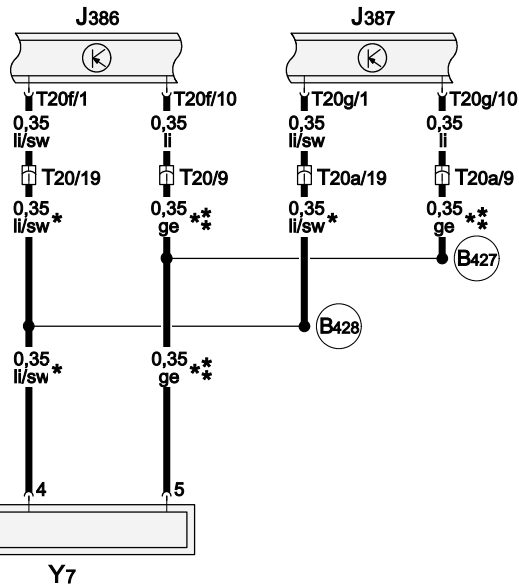 J386 J387
T20f/1 T20f/10 T20g/1 T20g/10
0,35 0,35 0,35 0,35
li/sw li li/sw li
T20/19 T20/9 T20a/19 T20a/9
0,35 0,35 0,35 0,35
li/sw * ge *** li/sw * ge ***
B427
B428
0,35 0,35
li/sw * ge ***
4 5
Y7